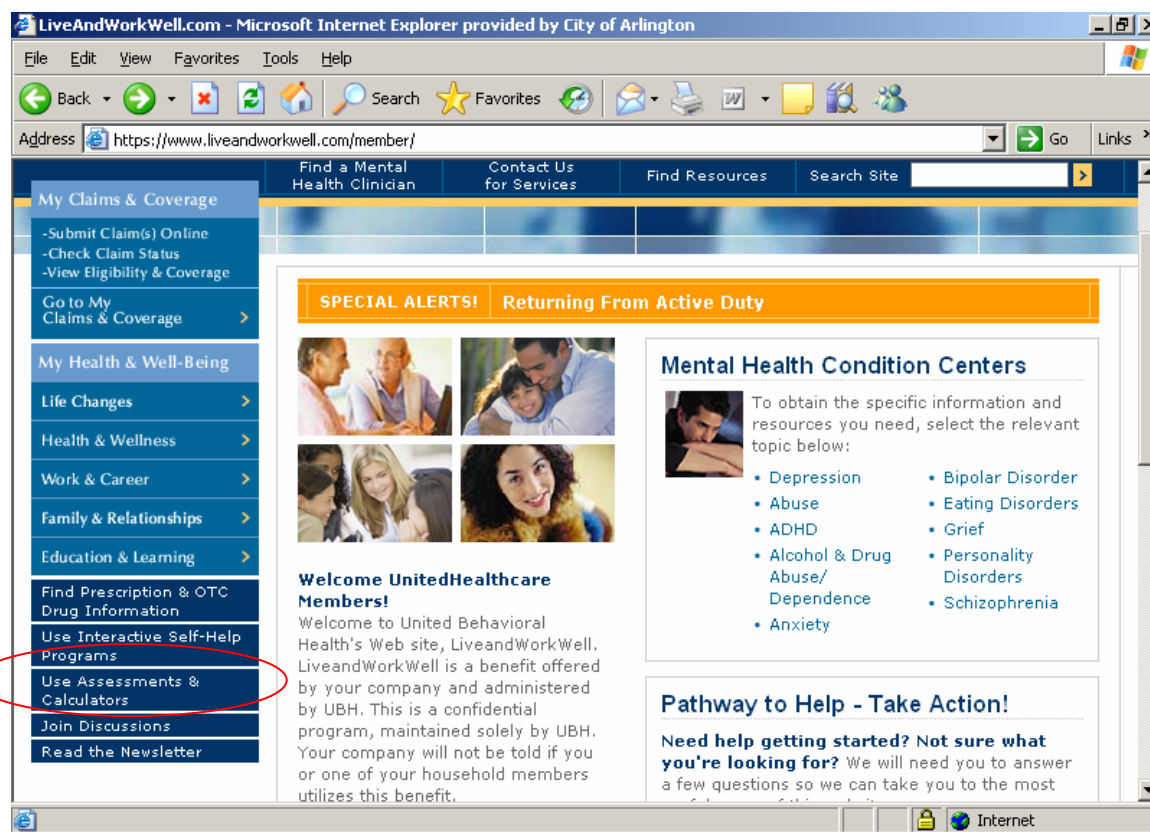 LiveAndWorkWell.com - Microsoft Internet Explorer provided by City of Arlington
File Edit View Favorites Tools Help
Back Search Favorites
Address https://www.liveandworkwell.com/member/ Go Links
Find a Mental
Health Clinician
Contact Us
for Services
Find Resources
Search Site
My Claims & Coverage
-Submit Claim(s) Online
-Check Claim Status
-View Eligibility & Coverage
Go to My
Claims & Coverage
My Health & Well-Being
Life Changes
Health & Wellness
Work & Career
Family & Relationships
Education & Learning
Find Prescription & OTC
Drug Information
Use Interactive Self-Help
Programs
Use Assessments &
Calculators
Join Discussions
Read the Newsletter
SPECIAL ALERTS! Returning From Active Duty
Welcome UnitedHealthcare
Members!
Welcome to United Behavioral
Health's Web site, LiveandWorkWell.
LiveandWorkWell is a benefit offered
by your company and administered
by UBH. This is a confidential
program, maintained solely by UBH.
Your company will not be told if you
or one of your household members
utilizes this benefit.
Mental Health Condition Centers
To obtain the specific information and
resources you need, select the relevant
topic below:
• Depression
• Abuse
• ADHD
• Alcohol & Drug
Abuse/
Dependence
• Anxiety
• Bipolar Disorder
• Eating Disorders
• Grief
• Personality
Disorders
• Schizophrenia
Pathway to Help - Take Action!
Need help getting started? Not sure what
you're looking for? We will need you to answer
a few questions so we can take you to the most
Internet